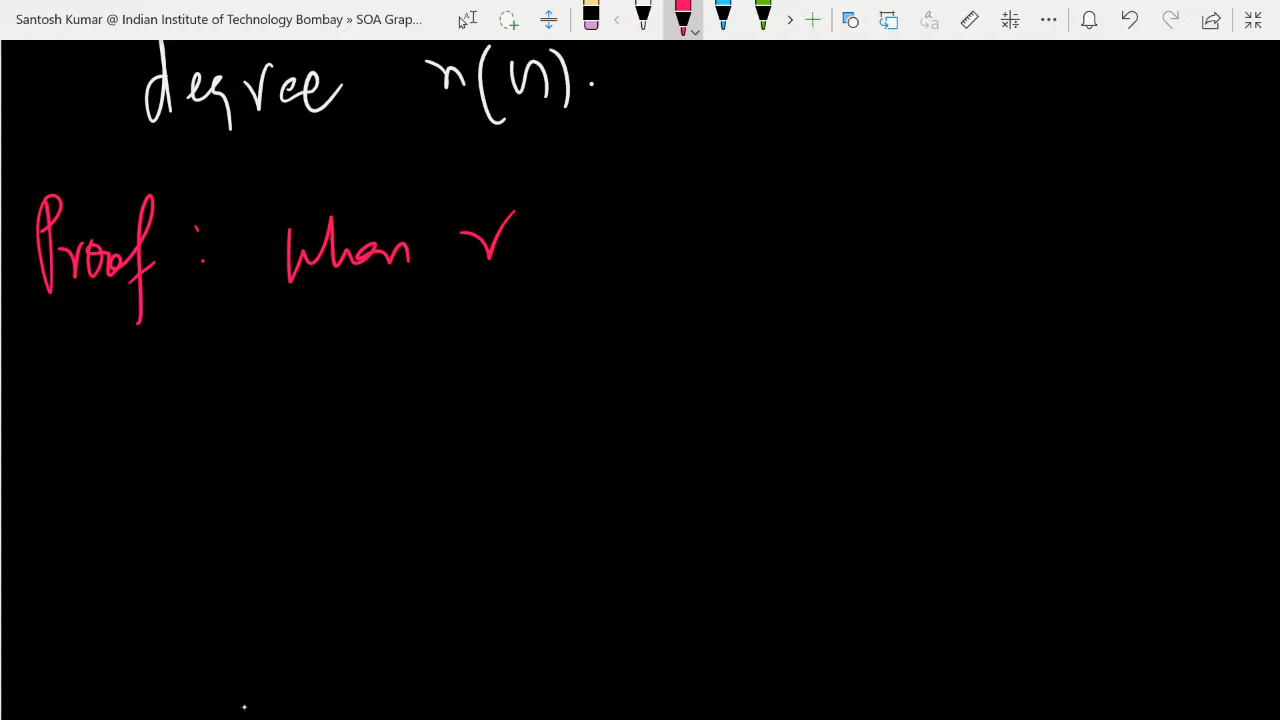 Santosh Kumar @ Indian Institute of Technology Bombay » SOA Grap...
degree n(n).
Proof : When r